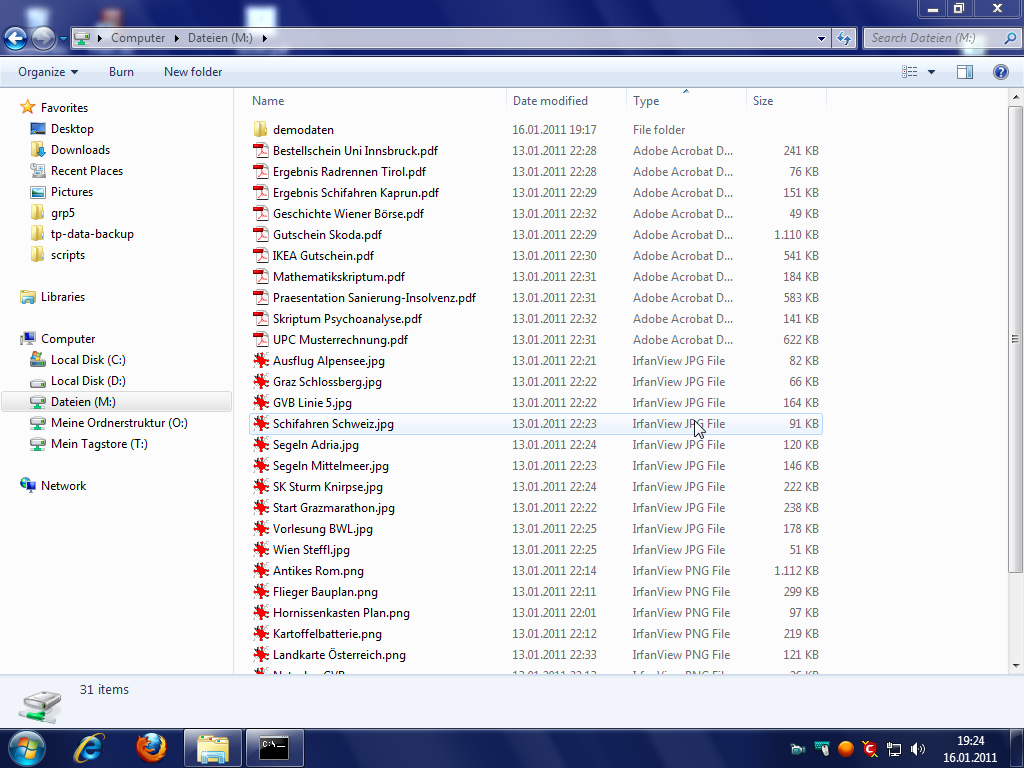 Computer Dateien (M:) Search Dateien (M:)
Organize Burn New folder
Favorites
Desktop
Downloads
Recent Places
Pictures
grp5
tp-data-backup
scripts
Libraries
Computer
Local Disk (C:)
Local Disk (D:)
Dateien (M:)
Meine Ordnerstruktur (O:)
Mein Tagstore (T:)
Network
Name Date modified Type Size
demodaten 16.01.2011 19:17 File folder
Bestellschein Uni Innsbruck.pdf 13.01.2011 22:28 Adobe Acrobat D... 241 KB
Ergebnis Radrennen Tirol.pdf 13.01.2011 22:28 Adobe Acrobat D... 76 KB
Ergebnis Schifahren Kaprun.pdf 13.01.2011 22:29 Adobe Acrobat D... 151 KB
Geschichte Wiener Börse.pdf 13.01.2011 22:32 Adobe Acrobat D... 49 KB
Gutschein Skoda.pdf 13.01.2011 22:29 Adobe Acrobat D... 1.110 KB
IKEA Gutschein.pdf 13.01.2011 22:30 Adobe Acrobat D... 541 KB
Mathematikskriptum.pdf 13.01.2011 22:31 Adobe Acrobat D... 184 KB
Praesentation Sanierung-Insolvenz.pdf 13.01.2011 22:31 Adobe Acrobat D... 583 KB
Skriptum Psychoanalyse.pdf 13.01.2011 22:32 Adobe Acrobat D... 141 KB
UPC Musterrechnung.pdf 13.01.2011 22:31 Adobe Acrobat D... 622 KB
Ausflug Alpensee.jpg 13.01.2011 22:21 IrfanView JPG File 82 KB
Graz Schlossberg.jpg 13.01.2011 22:22 IrfanView JPG File 66 KB
GVB Linie 5.jpg 13.01.2011 22:22 IrfanView JPG File 164 KB
Schifahren Schweiz.jpg 13.01.2011 22:23 IrfanView JPG File 91 KB
Segeln Adria.jpg 13.01.2011 22:24 IrfanView JPG File 120 KB
Segeln Mittelmeer.jpg 13.01.2011 22:23 IrfanView JPG File 146 KB
SK Sturm Knirpse.jpg 13.01.2011 22:24 IrfanView JPG File 222 KB
Start Grazmarathon.jpg 13.01.2011 22:22 IrfanView JPG File 238 KB
Vorlesung BWL.jpg 13.01.2011 22:25 IrfanView JPG File 178 KB
Wien Steffl.jpg 13.01.2011 22:25 IrfanView JPG File 51 KB
Antikes Rom.png 13.01.2011 22:14 IrfanView PNG File 1.112 KB
Flieger Bauplan.png 13.01.2011 22:11 IrfanView PNG File 299 KB
Hornissenkasten Plan.png 13.01.2011 22:01 IrfanView PNG File 97 KB
Kartoffelbatterie.png 13.01.2011 22:12 IrfanView PNG File 219 KB
Landkarte Österreich.png 13.01.2011 22:33 IrfanView PNG File 121 KB
31 items
C:\
19:24
16.01.2011